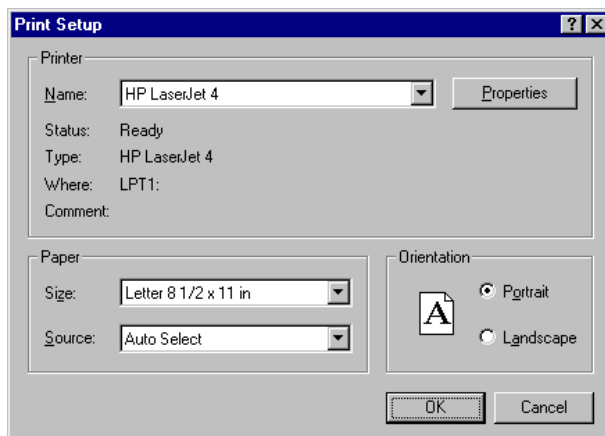 Print Setup
Printer
Name: HP LaserJet 4 Properties
Status: Ready
Type: HP LaserJet 4
Where: LPT1:
Comment:
Paper
Size: Letter 8 1/2 x 11 in
Source: Auto Select
Orientation
A
Portrait
Landscape
OK Cancel